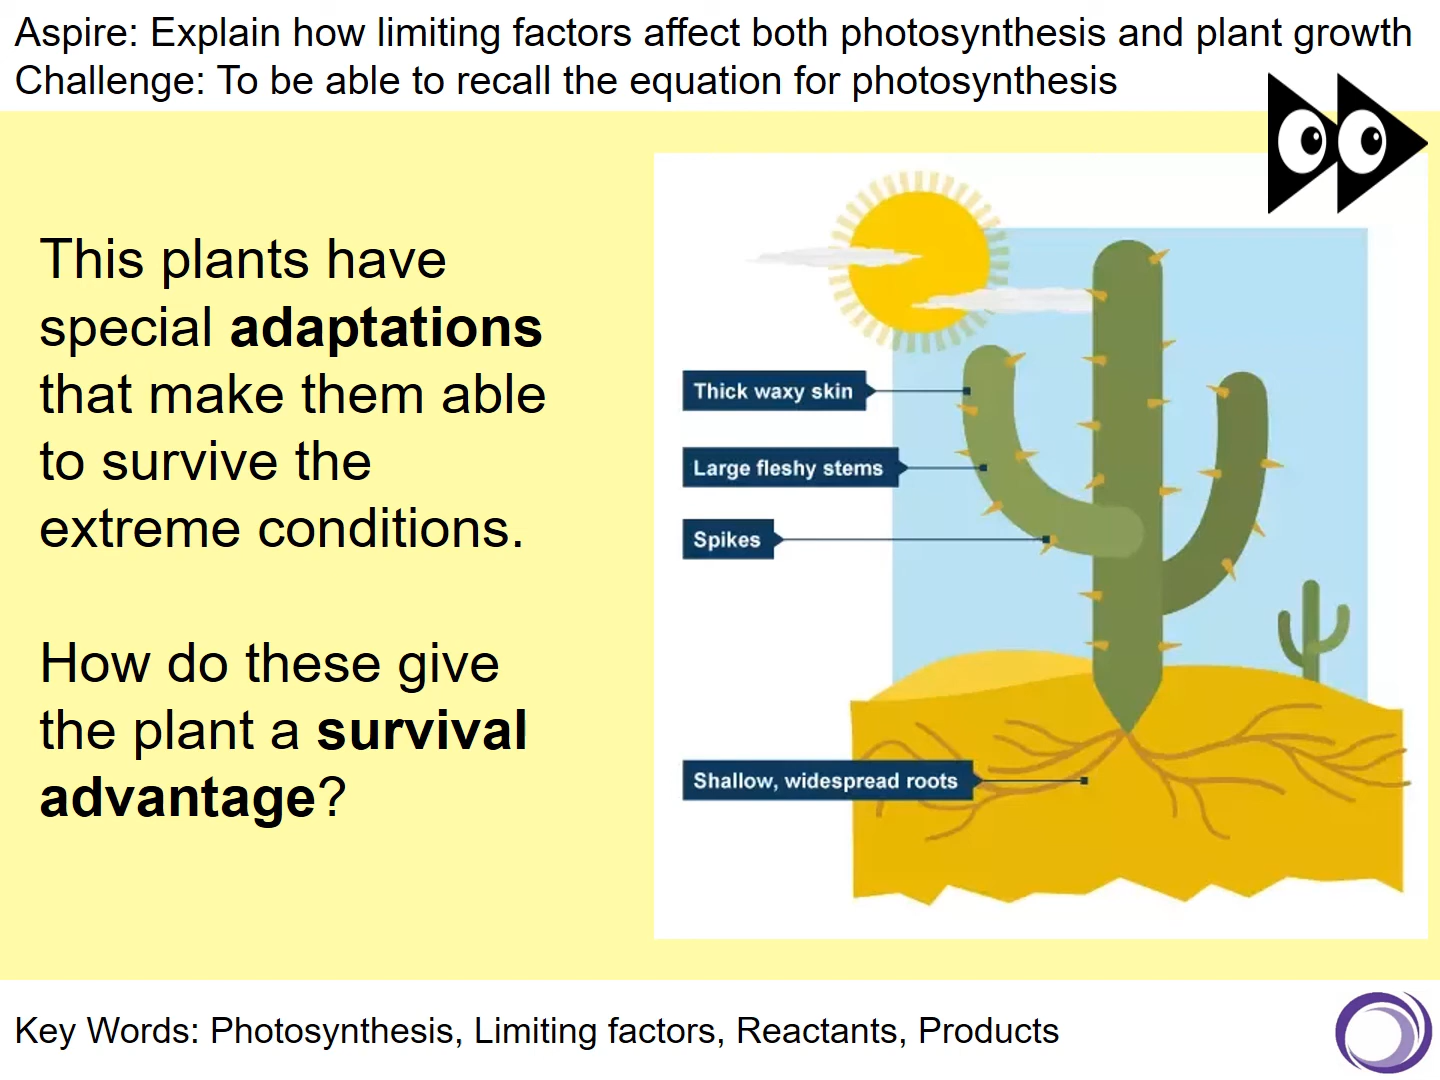 Aspire: Explain how limiting factors affect both photosynthesis and plant growth
Challenge: To be able to recall the equation for photosynthesis
This plants have
special adaptations
that make them able
to survive the
extreme conditions.
How do these give
the plant a survival
advantage?
Thick waxy skin
Large fleshy stems
Spikes
Shallow, widespread roots
Key Words: Photosynthesis, Limiting factors, Reactants, Products